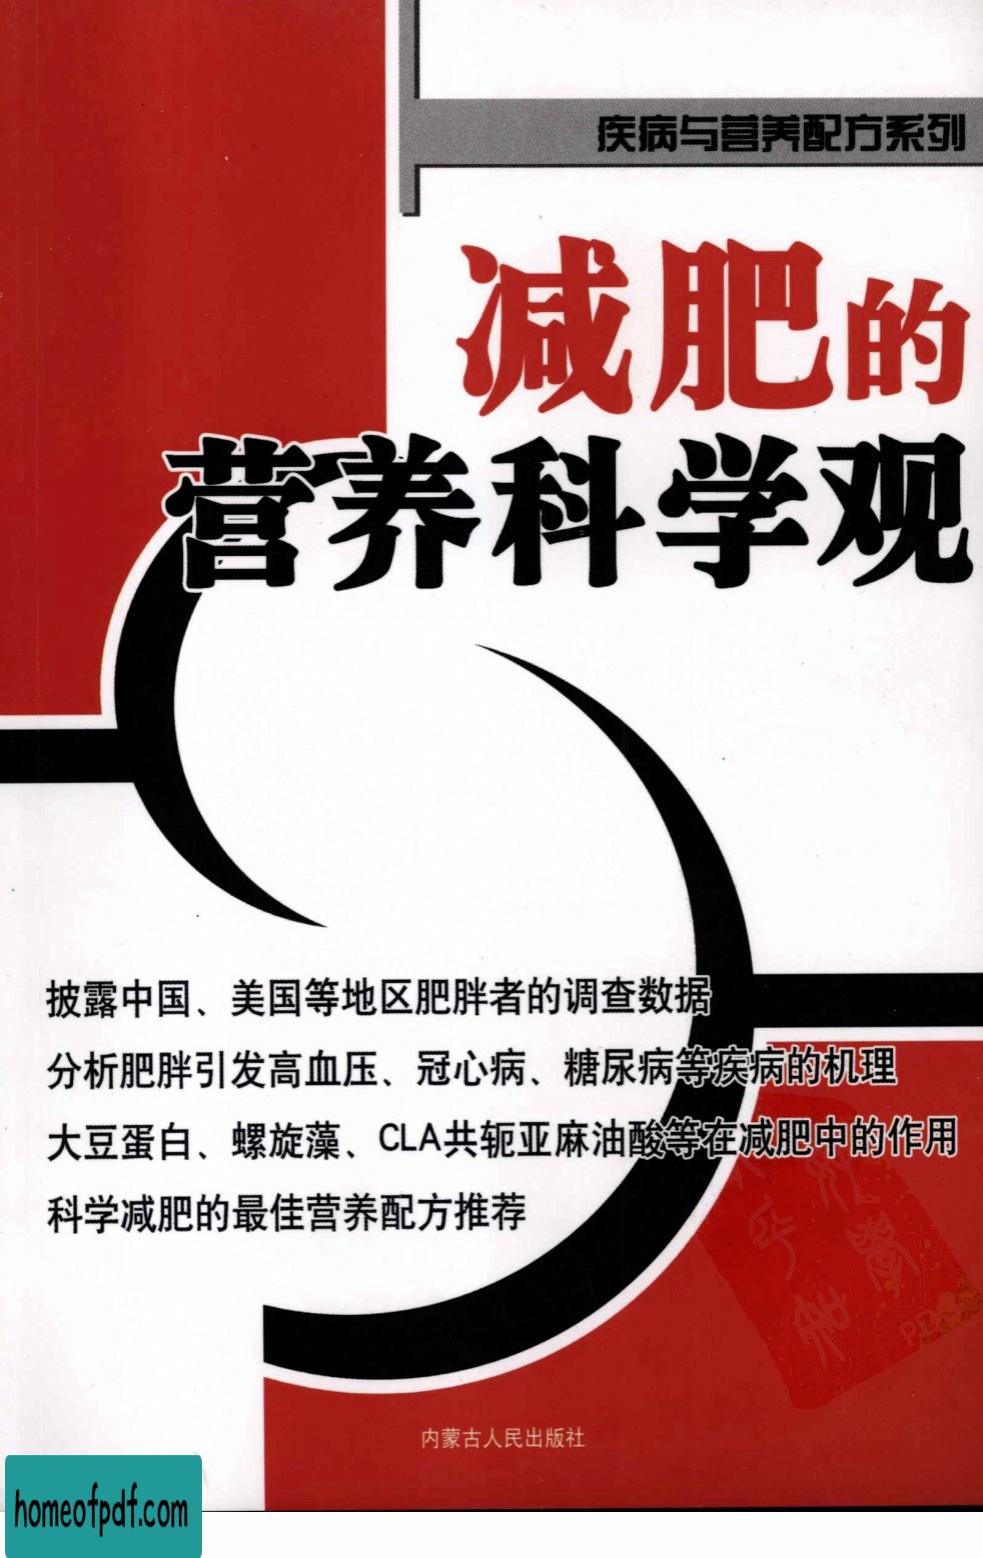 疾病与营养配方系列
减肥的
营养科学观
披露中国、美国等地区肥胖者的调查数据
分析肥胖引发高血压、冠心病、糖尿病等疾病的机理
大豆蛋白、螺旋藻、CLA共轭亚麻油酸等在减肥中的作用
科学减肥的最佳营养配方推荐
内蒙古人民出版社
homeofpdf.com